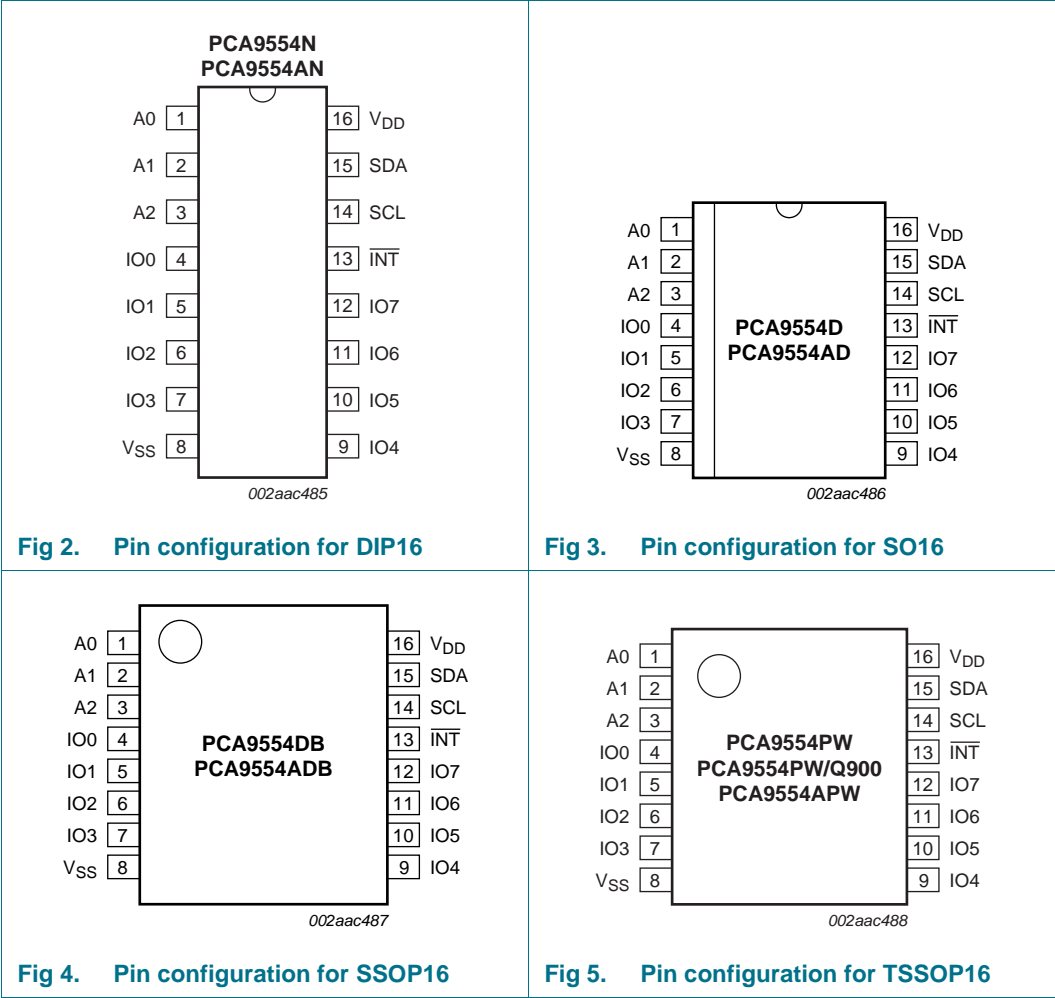 PCA9554N
PCA9554AN
A0 1 16 VDD
A1 2 15 SDA
A2 3 14 SCL
IO0 4 13 INT
IO1 5 12 IO7
IO2 6 11 IO6
IO3 7 10 IO5
VSS 8 9 IO4
002aac485
Fig 2. Pin configuration for DIP16
A0 1 16 VDD
A1 2 15 SDA
A2 3 14 SCL
IO0 4 PCA9554D 13 INT
IO1 5 PCA9554AD 12 IO7
IO2 6 11 IO6
IO3 7 10 IO5
VSS 8 9 IO4
002aac486
Fig 3. Pin configuration for SO16
A0 1 16 VDD
A1 2 15 SDA
A2 3 14 SCL
IO0 4 PCA9554DB 13 INT
IO1 5 PCA9554ADB 12 IO7
IO2 6 11 IO6
IO3 7 10 IO5
VSS 8 9 IO4
002aac487
Fig 4. Pin configuration for SSOP16
A0 1 16 VDD
A1 2 15 SDA
A2 3 14 SCL
IO0 4 PCA9554PW 13 INT
PCA9554PW/Q900
IO1 5 PCA9554APW 12 IO7
IO2 6 11 IO6
IO3 7 10 IO5
VSS 8 9 IO4
002aac488
Fig 5. Pin configuration for TSSOP16